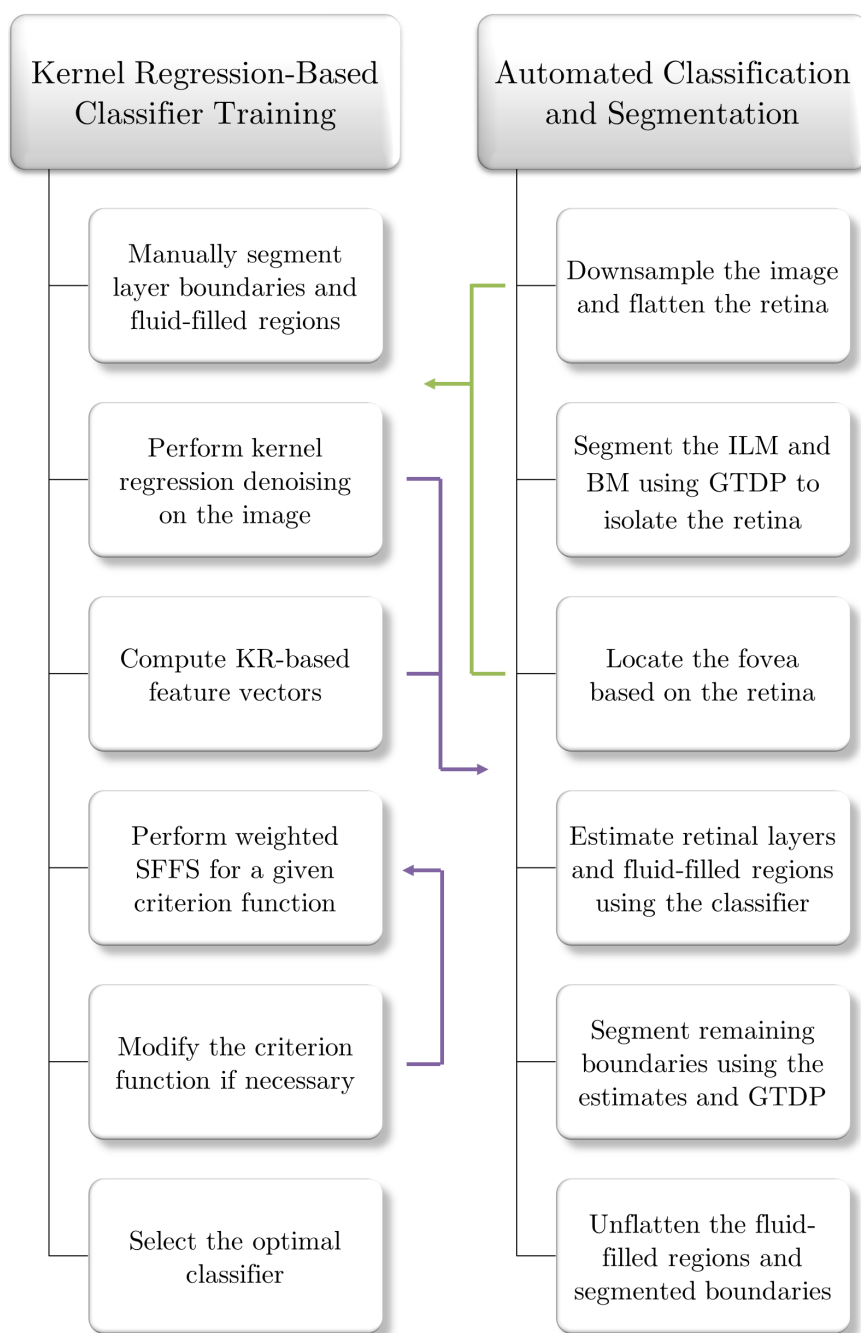 Kernel Regression-Based
Classifier Training
Manually segment
layer boundaries and
fluid-filled regions
Perform kernel
regression denoising
on the image
Compute KR-based
feature vectors
Perform weighted
SFFS for a given
criterion function
Modify the criterion
function if necessary
Select the optimal
classifier
Automated Classification
and Segmentation
Downsample the image
and flatten the retina
Segment the ILM and
BM using GTDP to
isolate the retina
Locate the fovea
based on the retina
Estimate retinal layers
and fluid-filled regions
using the classifier
Segment remaining
boundaries using the
estimates and GTDP
Unflatten the fluid-
filled regions and
segmented boundaries